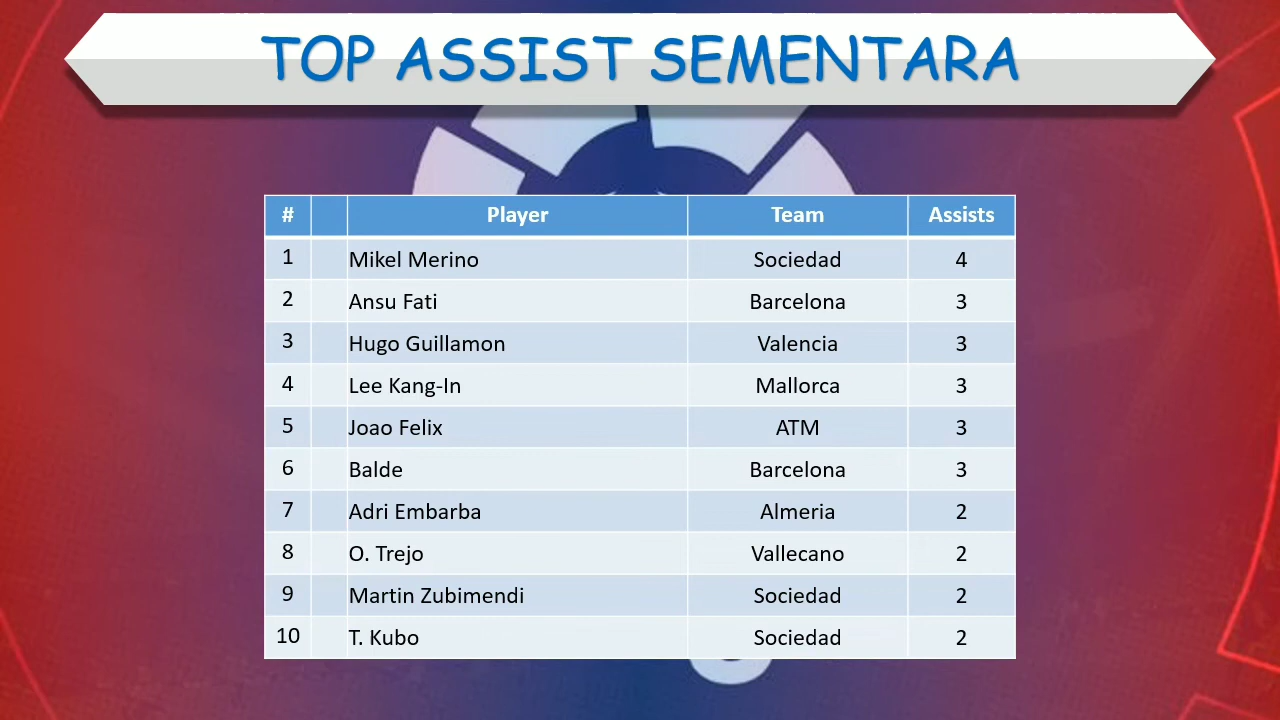 TOP ASSIST SEMENTARA
# Player Team Assists
1 Mikel Merino Sociedad 4
2 Ansu Fati Barcelona 3
3 Hugo Guillamon Valencia 3
4 Lee Kang-In Mallorca 3
5 Joao Felix ATM 3
6 Balde Barcelona 3
7 Adri Embarba Almeria 2
8 O. Trejo Vallecano 2
9 Martin Zubimendi Sociedad 2
10 T. Kubo Sociedad 2